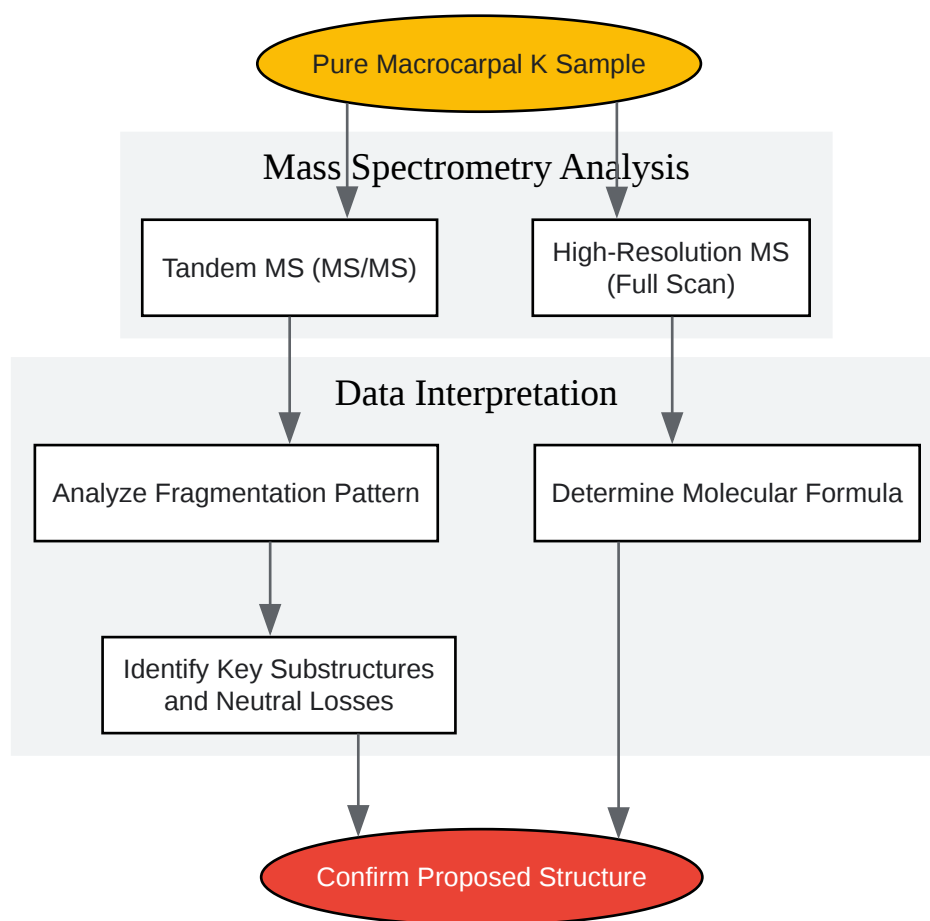 Pure Macrocarpal K Sample
Mass Spectrometry Analysis
Tandem MS (MS/MS)
High-Resolution MS
(Full Scan)
Data Interpretation
Analyze Fragmentation Pattern
Determine Molecular Formula
Identify Key Substructures
and Neutral Losses
Confirm Proposed Structure